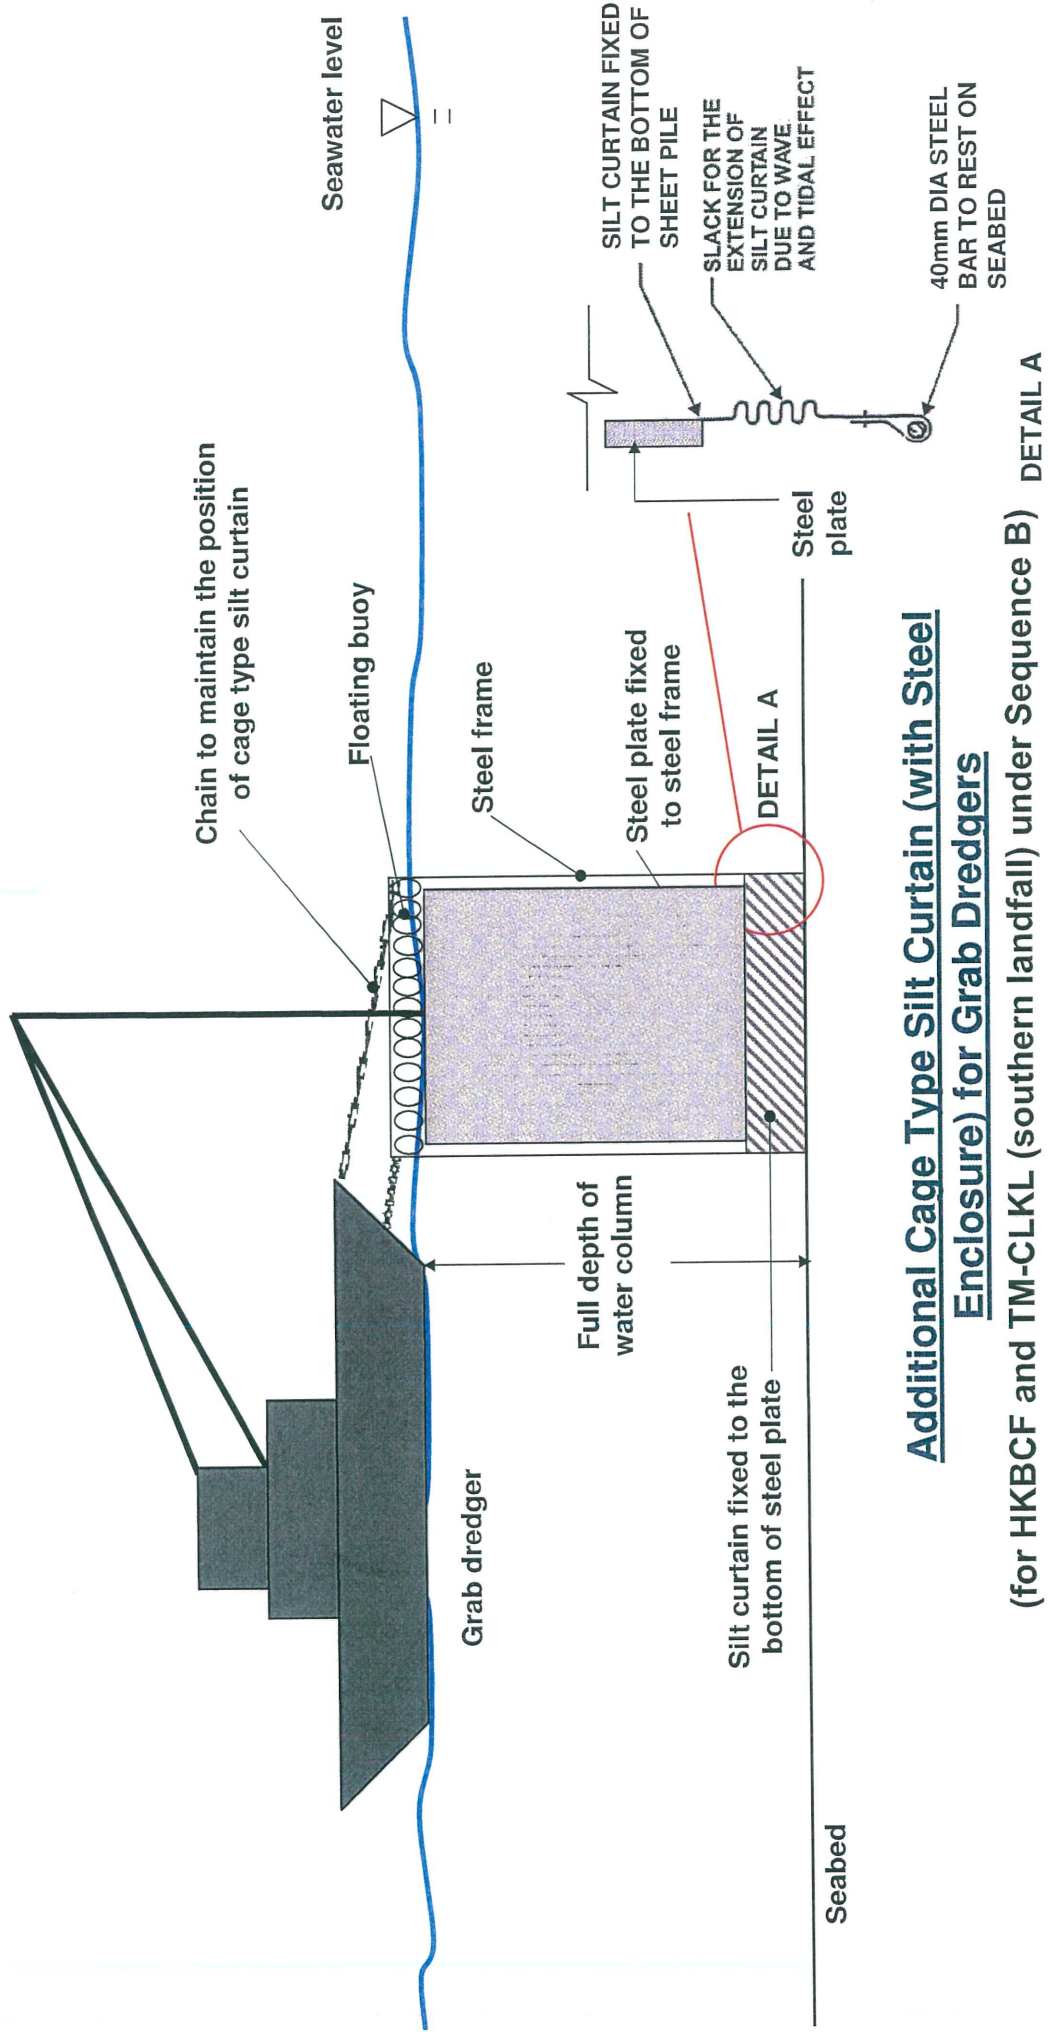 Seawater level
Chain to maintain the position
of cage type silt curtain
Floating buoy
Steel frame
Steel plate fixed
to steel frame
DETAIL A
Grab dredger
Full depth of
water column
Silt curtain fixed to the
bottom of steel plate
Seabed
SILT CURTAIN FIXED
TO THE BOTTOM OF
SHEET PILE
SLACK FOR THE
EXTENSION OF
SILT CURTAIN
DUE TO WAVE
AND TIDAL EFFECT
40mm DIA STEEL
BAR TO REST ON
SEABED
Steel
plate
DETAIL A
Additional Cage Type Silt Curtain (with Steel
Enclosure) for Grab Dredgers
(for HKBCF and TM-CLKL (southern landfall) under Sequence B)